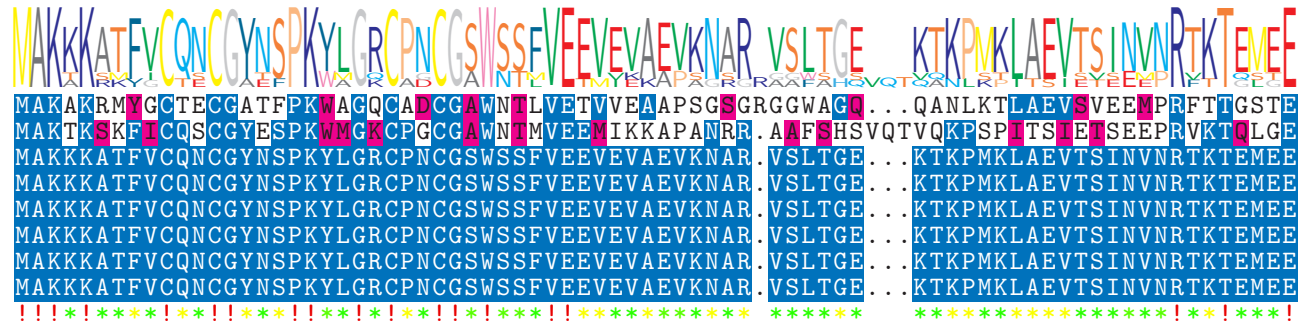 MAKKKATFVCQNCGYNSPKYLGRCPNCGSWSSFVEEVEVAEVKNAR VSLTGE KTKPMKLAEVTSINVNRTKTEMEE
MAKAKRMYGCTECGATFPKWAGQCADCGAWNTLVETVVEAAPSGSGRGGWAGQ...QANLKTLAEVSVEEMPRFTTGSTE
MAKTKSKFICQSCGYESPKWMGKCPGCGAWNTMVEEMIKKAPANRR.AAFSHSVQTVQKPSPITSIETSEEPRVKTQLGE
MAKKKATFVCQNCGYNSPKYLGRCPNCGSWSSFVEEVEVAEVKNAR.VSLTGE...KTKPMKLAEVTSINVNRTKTEMEE
MAKKKATFVCQNCGYNSPKYLGRCPNCGSWSSFVEEVEVAEVKNAR.VSLTGE...KTKPMKLAEVTSINVNRTKTEMEE
MAKKKATFVCQNCGYNSPKYLGRCPNCGSWSSFVEEVEVAEVKNAR.VSLTGE...KTKPMKLAEVTSINVNRTKTEMEE
MAKKKATFVCQNCGYNSPKYLGRCPNCGSWSSFVEEVEVAEVKNAR.VSLTGE...KTKPMKLAEVTSINVNRTKTEMEE
MAKKKATFVCQNCGYNSPKYLGRCPNCGSWSSFVEEVEVAEVKNAR.VSLTGE...KTKPMKLAEVTSINVNRTKTEMEE
MAKKKATFVCQNCGYNSPKYLGRCPNCGSWSSFVEEVEVAEVKNAR.VSLTGE...KTKPMKLAEVTSINVNRTKTEMEE
!!!*!****!**!!***!!**!*!**!!*!***!!*********** ******   ****************!**!***!